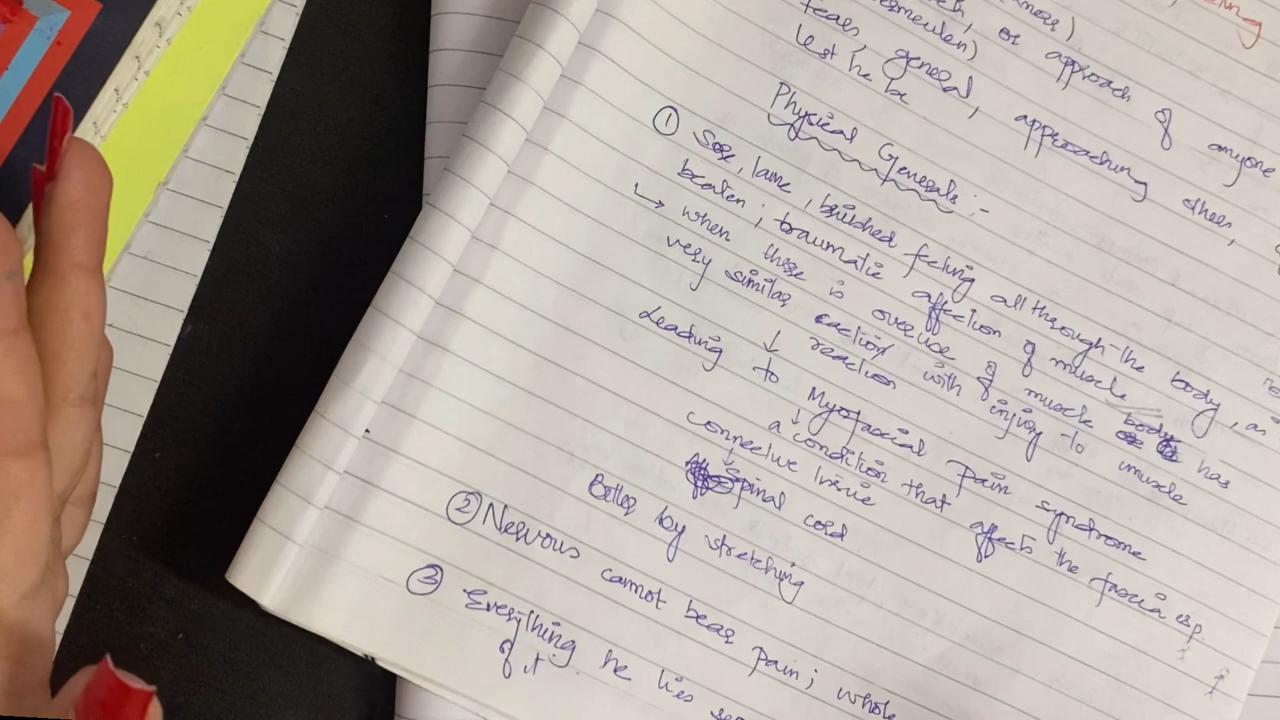 or approach of anyone
fear, general, approaching others,
lest he be
Physical Generals :-
① Sore, lame, bruished feeling all through the body, as
beaten ; traumatic affection of muscle
↳ when there is overuse of muscle body has
very similar reaction with injury to muscle
↓
Leading to Myofascial Pain syndrome
↓
a condition that affects the fascia esp
connective tissue
↓
spinal cord
Better by stretching
② Nervous cannot bear pain ; whole
③ Everything he lies
of it